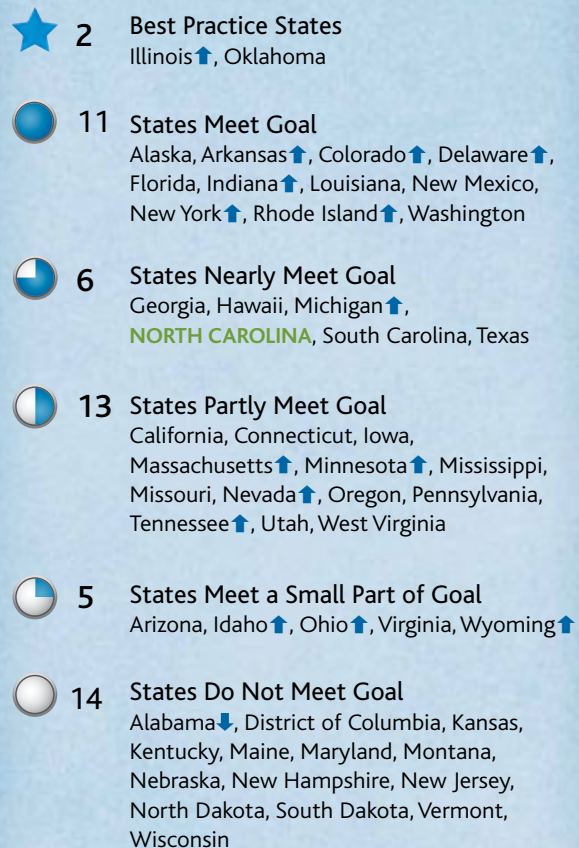 2 Best Practice States
Illinois⬆, Oklahoma
11 States Meet Goal
Alaska, Arkansas⬆, Colorado⬆, Delaware⬆,
Florida, Indiana⬆, Louisiana, New Mexico,
New York⬆, Rhode Island⬆, Washington
6 States Nearly Meet Goal
Georgia, Hawaii, Michigan⬆,
NORTH CAROLINA, South Carolina, Texas
13 States Partly Meet Goal
California, Connecticut, Iowa,
Massachusetts⬆, Minnesota⬆, Mississippi,
Missouri, Nevada⬆, Oregon, Pennsylvania,
Tennessee⬆, Utah, West Virginia
5 States Meet a Small Part of Goal
Arizona, Idaho⬆, Ohio⬆, Virginia, Wyoming⬆
14 States Do Not Meet Goal
Alabama⬇, District of Columbia, Kansas,
Kentucky, Maine, Maryland, Montana,
Nebraska, New Hampshire, New Jersey,
North Dakota, South Dakota, Vermont,
Wisconsin